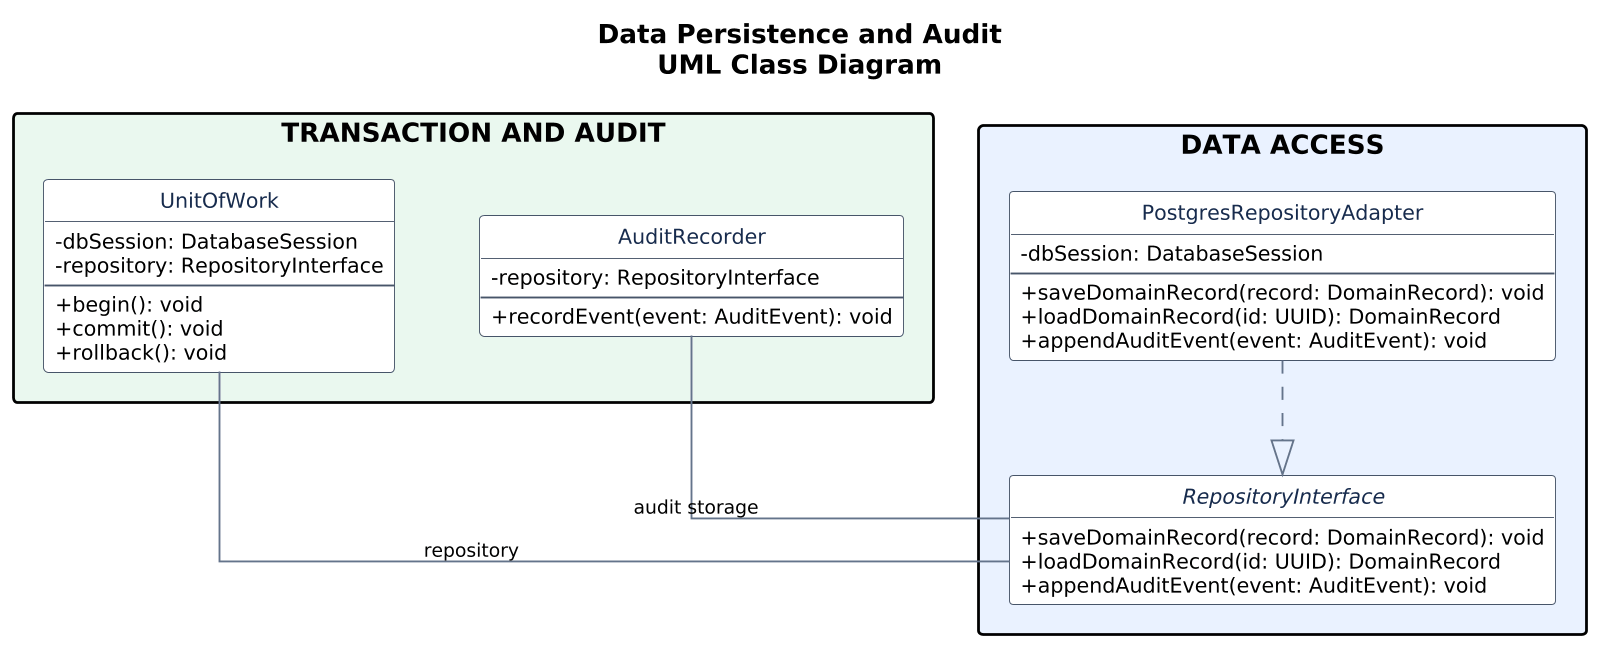 Data Persistence and Audit
UML Class Diagram
TRANSACTION AND AUDIT
UnitOfWork
-dbSession: DatabaseSession
-repository: RepositoryInterface
+begin(): void
+commit(): void
+rollback(): void
AuditRecorder
-repository: RepositoryInterface
+recordEvent(event: AuditEvent): void
DATA ACCESS
PostgresRepositoryAdapter
-dbSession: DatabaseSession
+saveDomainRecord(record: DomainRecord): void
+loadDomainRecord(id: UUID): DomainRecord
+appendAuditEvent(event: AuditEvent): void
audit storage
repository
RepositoryInterface
+saveDomainRecord(record: DomainRecord): void
+loadDomainRecord(id: UUID): DomainRecord
+appendAuditEvent(event: AuditEvent): void